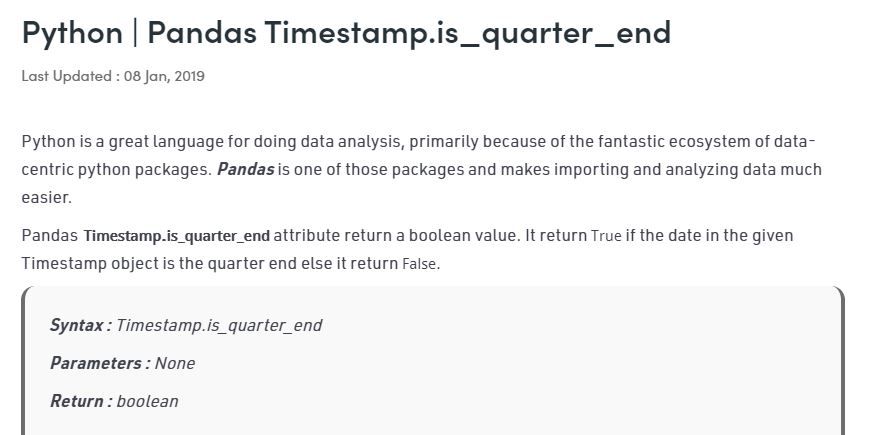 Python | Pandas Timestamp.is_quarter_end
Last Updated : 08 Jan, 2019
Python is a great language for doing data analysis, primarily because of the fantastic ecosystem of data-
centric python packages. Pandas is one of those packages and makes importing and analyzing data much
easier.
Pandas Timestamp.is_quarter_end attribute return a boolean value. It return True if the date in the given
Timestamp object is the quarter end else it return False.
Syntax : Timestamp.is_quarter_end
Parameters : None
Return : boolean